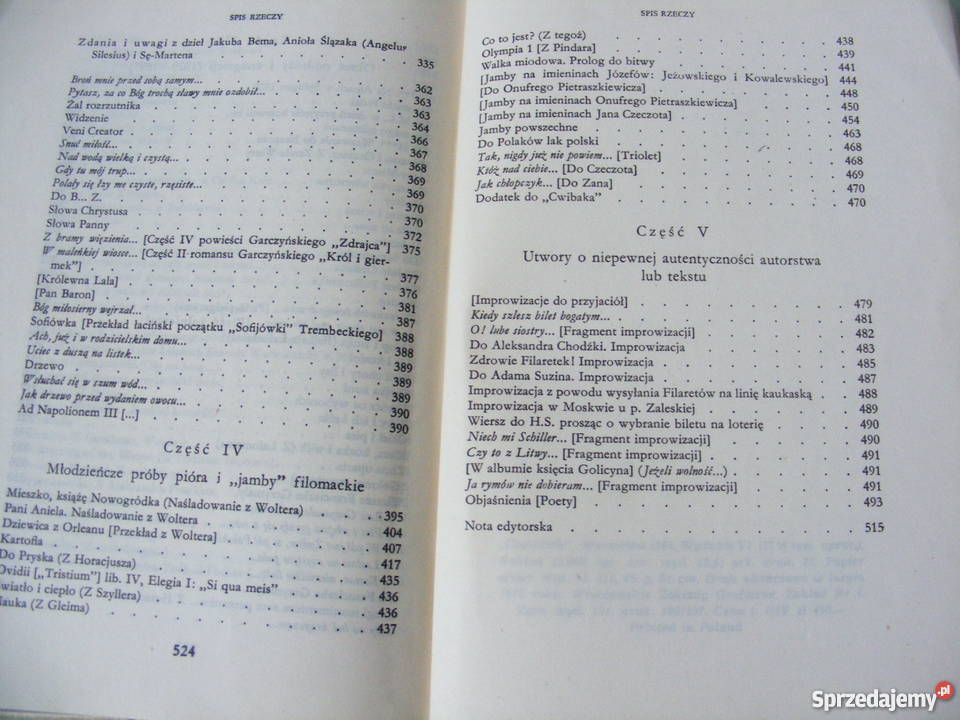 SPIS RZECZY
Zdania i uwagi z dzieł Jakuba Bema, Anioła Ślązaka (Angelus
Silesius) i Sę-Martena . . . 335
Broń mnie przed sobą samym... 362
Pytasz, za co Bóg trochą sławy mnie ozdobił... 363
Żal rozrzutnika 363
Widzenie 364
Veni Creator 366
Snuć miłość... 367
Nad wodą wielką i czystą... 368
Gdy tu mój trup... 369
Polały się łzy me czyste, rzęsiste... 369
Do B... Z. 370
Słowa Chrystusa 370
Słowa Panny 372
Z bramy więzienia... [Część IV powieści Garczyńskiego „Zdrajca"] 375
W maleńkiej wiosce... [Część II romansu Garczyńskiego „Król i gier-
mek"] 377
[Królewna Lala] 376
[Pan Baron] 381
Bóg miłosierny wejrzał... 387
Sofiówka [Przekład łaciński początku „Sofijówki" Trembeckiego] 388
Ach, już i w rodzicielskim domu... 388
Uciec z duszą na listek... 389
Drzewo 389
Wsłuchać się w szum wód... 389
Jak drzewo przed wydaniem owocu... 390
Ad Napolionem III [...] 390
Część IV
Młodzieńcze próby pióra i „jamby" filomackie
Mieszko, książę Nowogródka (Naśladowanie z Woltera) 395
Pani Aniela. Naśladowanie z Woltera 404
Dziewica z Orleanu [Przekład z Woltera] 407
Kartofla 417
Do Pryska (Z Horacjusza) 435
Ovidii [„Tristium"] lib. IV, Elegia I: „Si qua meis" 436
Światło i ciepło (Z Szyllera) 436
Nauka (Z Gleima) 437
524
SPIS RZECZY
Co to jest? (Z tegoż) 438
Olympia 1 [Z Pindara] 439
Walka miodowa. Prolog do bitwy 441
[Jamby na imieninach Józefów: Jeżowskiego i Kowalewskiego] 444
[Do Onufrego Pietraszkiewicza] 448
[Jamby na imieninach Onufrego Pietraszkiewicza] 450
[Jamby na imieninach Jana Czeczota] 454
Jamby powszechne 463
Do Polaków lak polski 468
Tak, nigdy już nie powiem... [Triolet] 468
Któż nad ciebie... [Do Czeczota] 469
Jak chłopczyk... [Do Zana] 470
Dodatek do „Cwibaka" 470
Część V
Utwory o niepewnej autentyczności autorstwa
lub tekstu
[Improwizacje do przyjaciół] 479
Kiedy szlesz bilet bogatym... 481
O! lube siostry... [Fragment improwizacji] 482
Do Aleksandra Chodźki. Improwizacja 483
Zdrowie Filaretek! Improwizacja 485
Do Adama Suzina. Improwizacja 487
Improwizacja z powodu wysyłania Filaretów na linię kaukaską 488
Improwizacja w Moskwie u p. Zaleskiej 489
Wiersz do H.S. prosząc o wybranie biletu na loterię 490
Niech mi Schiller... [Fragment improwizacji] 490
Czy to z Litwy... [Fragment improwizacji] 491
[W albumie księcia Golicyna] (Jeżeli wolność...) 491
Ja rymów nie dobieram... [Fragment improwizacji] 491
Objaśnienia [Poety] 493
Nota edytorska 515
Sprzedajemy.pl